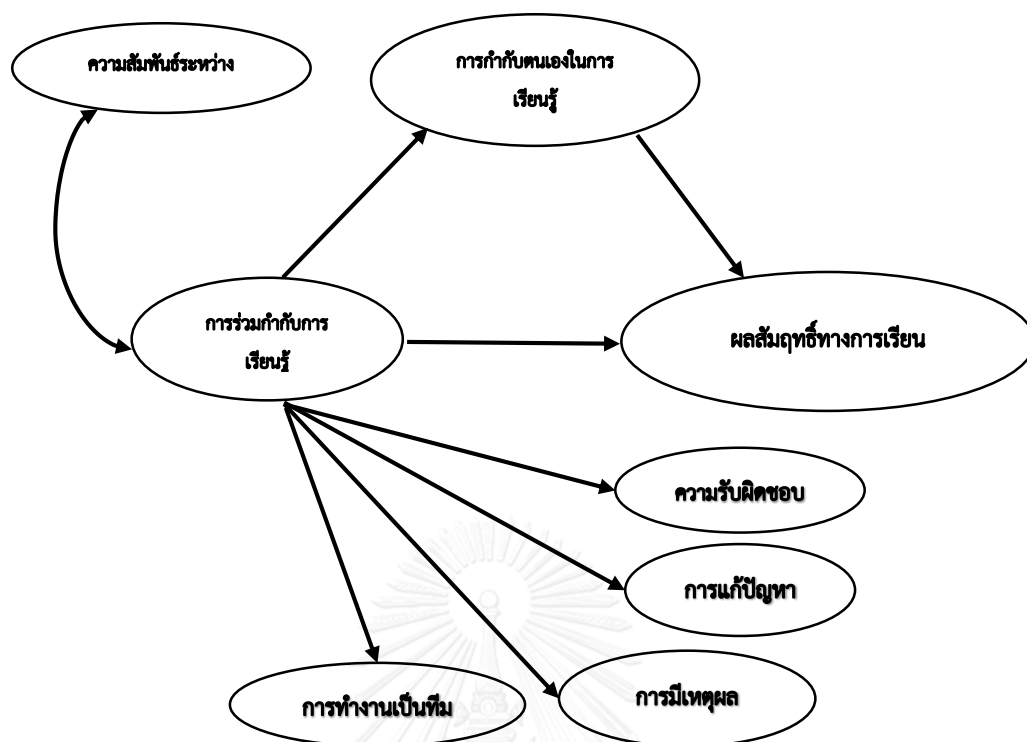 ความสัมพันธ์ระหว่าง
การกำกับตนเองในการ
เรียนรู้
การร่วมกำกับการ
เรียนรู้
ผลสัมฤทธิ์ทางการเรียน
ความรับผิดชอบ
การแก้ปัญหา
การมีเหตุผล
การทำงานเป็นทีม